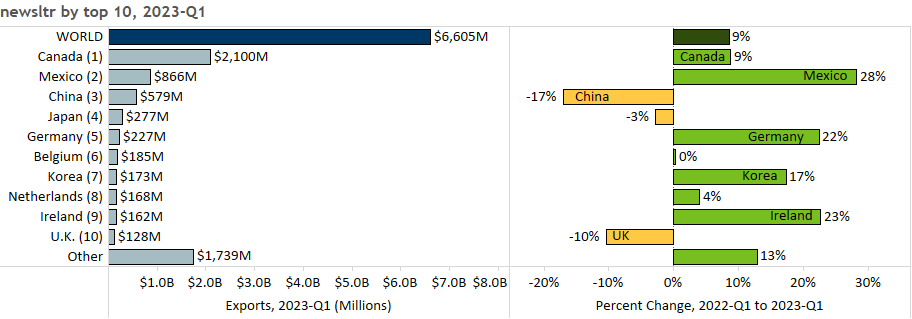 newsltr by top 10, 2023-Q1
WORLD $6,605M 9%
Canada (1) $2,100M Canada 9%
Mexico (2) $866M Mexico 28%
China (3) $579M -17% China
Japan (4) $277M -3%
Germany (5) $227M Germany 22%
Belgium (6) $185M 0%
Korea (7) $173M Korea 17%
Netherlands (8) $168M 4%
Ireland (9) $162M Ireland 23%
U.K. (10) $128M -10% UK
Other $1,739M 13%
$1.0B $2.0B $3.0B $4.0B $5.0B $6.0B $7.0B $8.0B -20% -10% 0% 10% 20% 30%
Exports, 2023-Q1 (Millions) Percent Change, 2022-Q1 to 2023-Q1